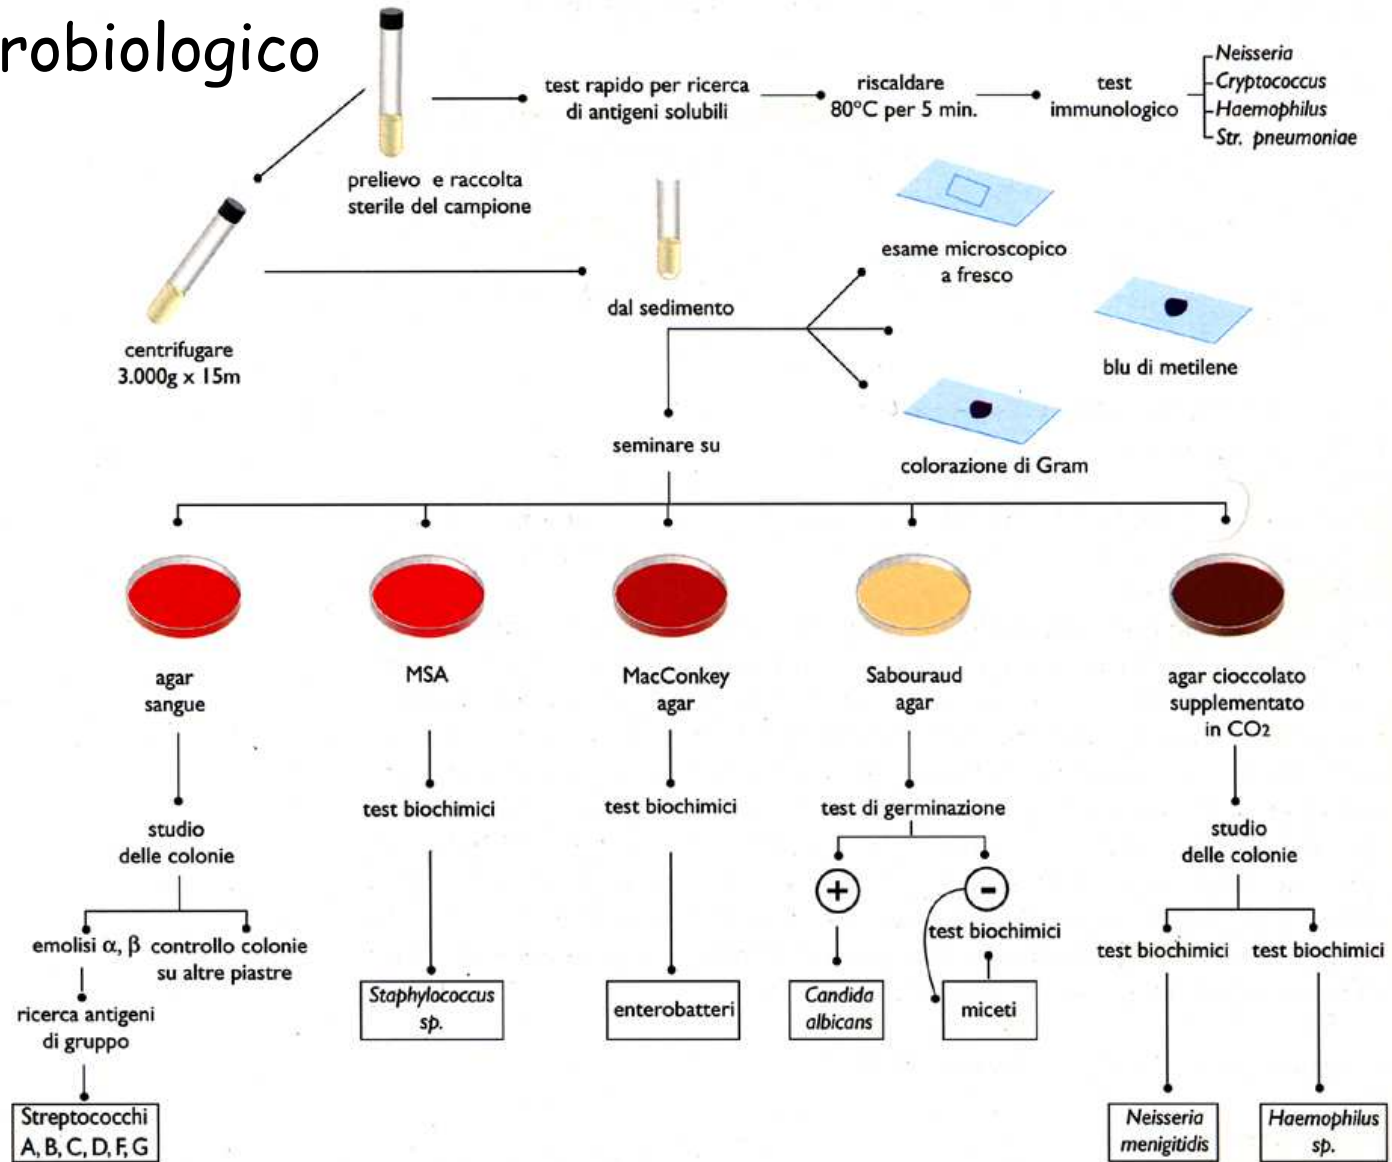 robiologico
test rapido per ricerca
di antigeni solubili
riscaldare
80°C per 5 min.
test
immunologico
Neisseria
Cryptococcus
Haemophilus
Str. pneumoniae
prelievo e raccolta
sterile del campione
centrifugare
3.000g x 15m
dal sedimento
esame microscopico
a fresco
blu di metilene
colorazione di Gram
seminare su
agar
sangue
MSA
MacConkey
agar
Sabouraud
agar
agar cioccolato
supplementato
in CO2
studio
delle colonie
test biochimici
test biochimici
test di germinazione
studio
delle colonie
+
-
emolisi α, β
controllo colonie
su altre piastre
test biochimici
test biochimici
test biochimici
ricerca antigeni
di gruppo
Staphylococcus
sp.
enterobatteri
Candida
albicans
miceti
Streptococchi
A, B, C, D, F, G
Neisseria
menigitidis
Haemophilus
sp.